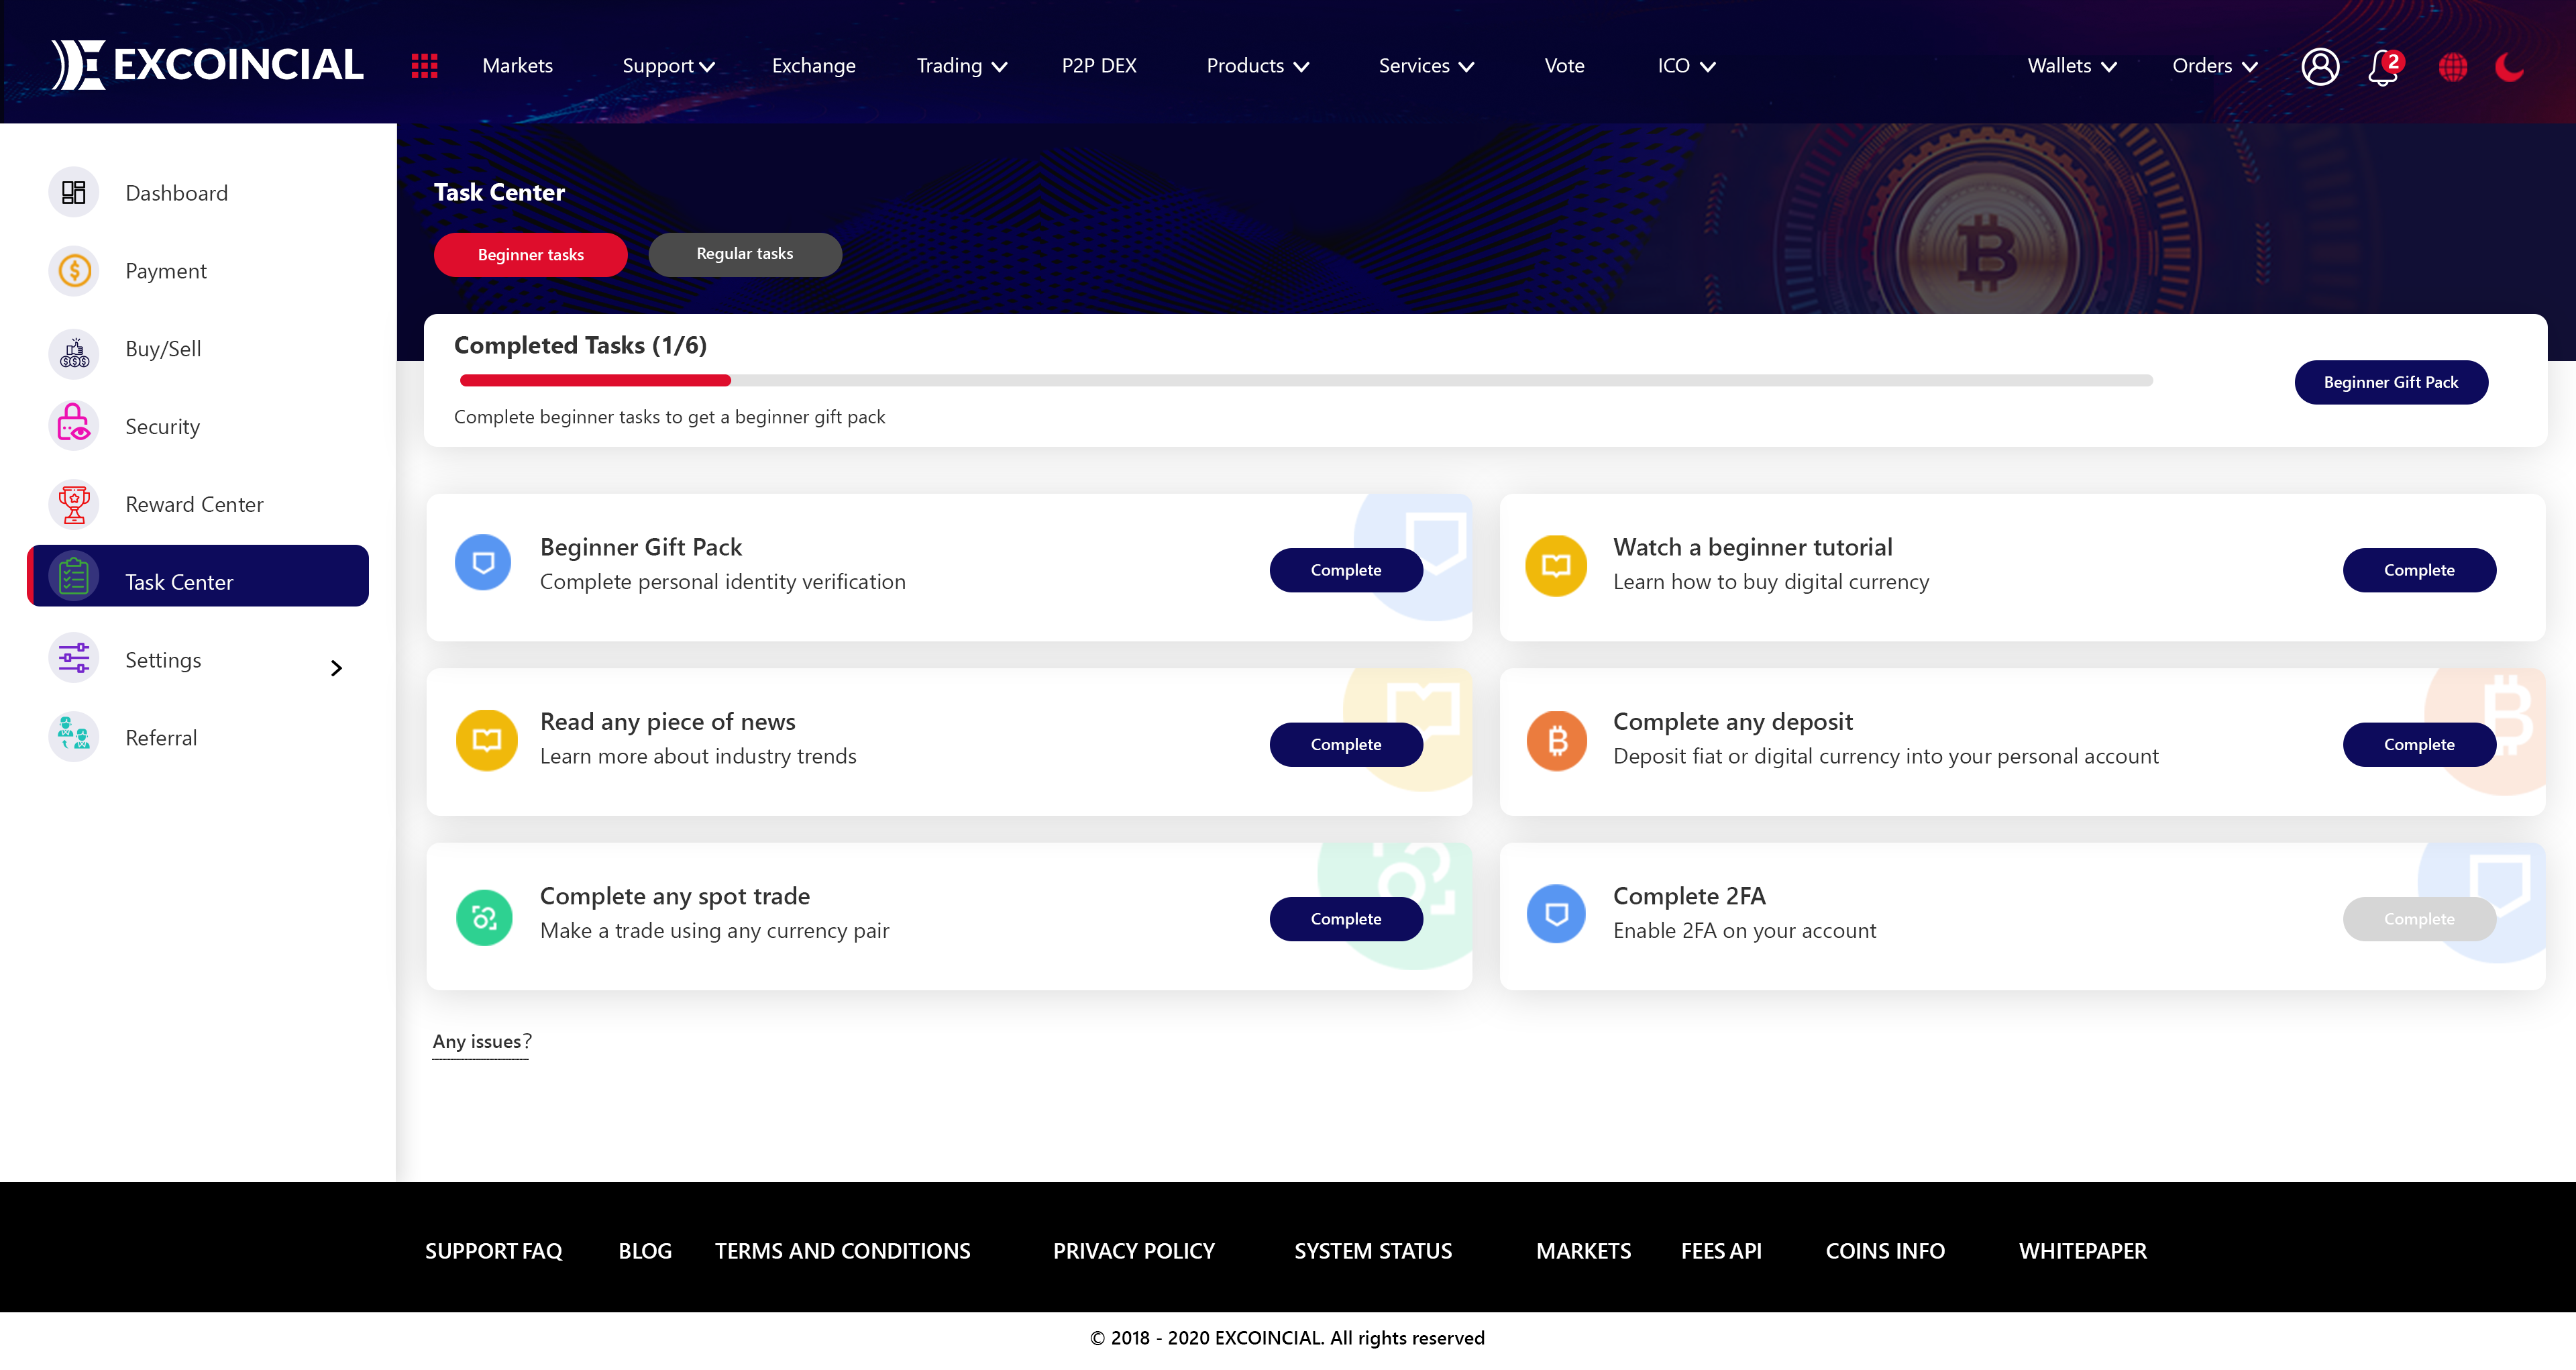 EXCOINCIAL
Markets
Support
Exchange
Trading
P2P DEX
Products
Services
Vote
ICO
Wallets
Orders
2
Dashboard
Payment
Buy/Sell
Security
Reward Center
Task Center
Settings
Referral
Task Center
Beginner tasks
Regular tasks
Completed Tasks (1/6)
Complete beginner tasks to get a beginner gift pack
Beginner Gift Pack
Beginner Gift Pack
Complete personal identity verification
Complete
Watch a beginner tutorial
Learn how to buy digital currency
Complete
Read any piece of news
Learn more about industry trends
Complete
Complete any deposit
Deposit fiat or digital currency into your personal account
Complete
Complete any spot trade
Make a trade using any currency pair
Complete
Complete 2FA
Enable 2FA on your account
Complete
Any issues?
SUPPORT FAQ
BLOG
TERMS AND CONDITIONS
PRIVACY POLICY
SYSTEM STATUS
MARKETS
FEES API
COINS INFO
WHITEPAPER
© 2018 - 2020 EXCOINCIAL. All rights reserved